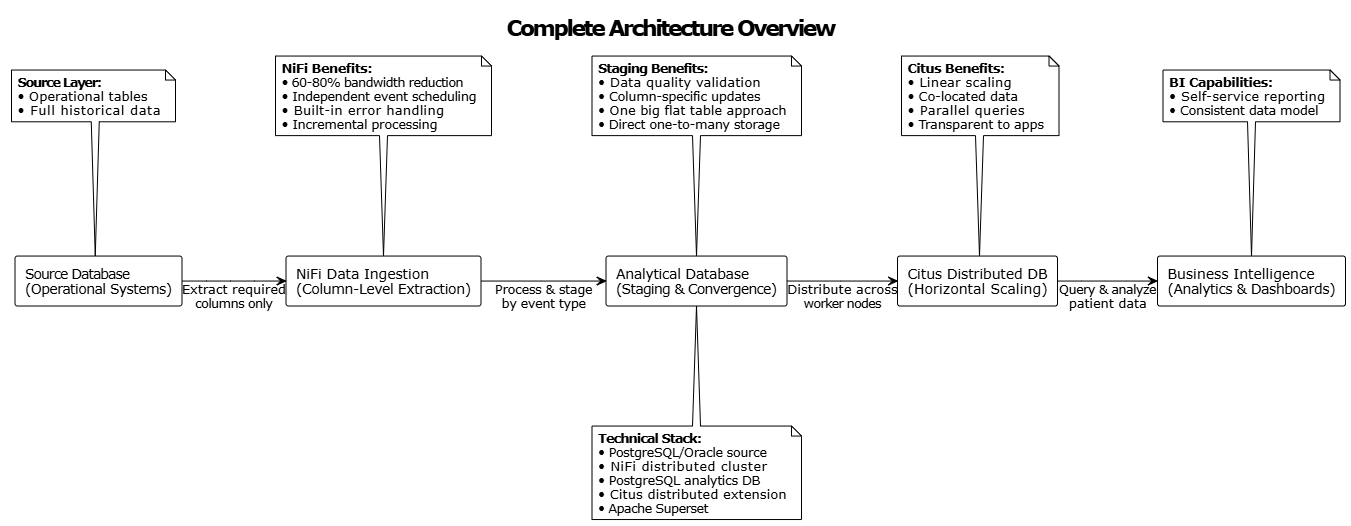 Complete Architecture Overview
Source Layer:
• Operational tables
• Full historical data
NiFi Benefits:
• 60-80% bandwidth reduction
• Independent event scheduling
• Built-in error handling
• Incremental processing
Staging Benefits:
• Data quality validation
• Column-specific updates
• One big flat table approach
• Direct one-to-many storage
Citus Benefits:
• Linear scaling
• Co-located data
• Parallel queries
• Transparent to apps
BI Capabilities:
• Self-service reporting
• Consistent data model
Source Database
(Operational Systems)
Extract required
columns only
NiFi Data Ingestion
(Column-Level Extraction)
Process & stage
by event type
Analytical Database
(Staging & Convergence)
Distribute across
worker nodes
Citus Distributed DB
(Horizontal Scaling)
Query & analyze
patient data
Business Intelligence
(Analytics & Dashboards)
Technical Stack:
• PostgreSQL/Oracle source
• NiFi distributed cluster
• PostgreSQL analytics DB
• Citus distributed extension
• Apache Superset